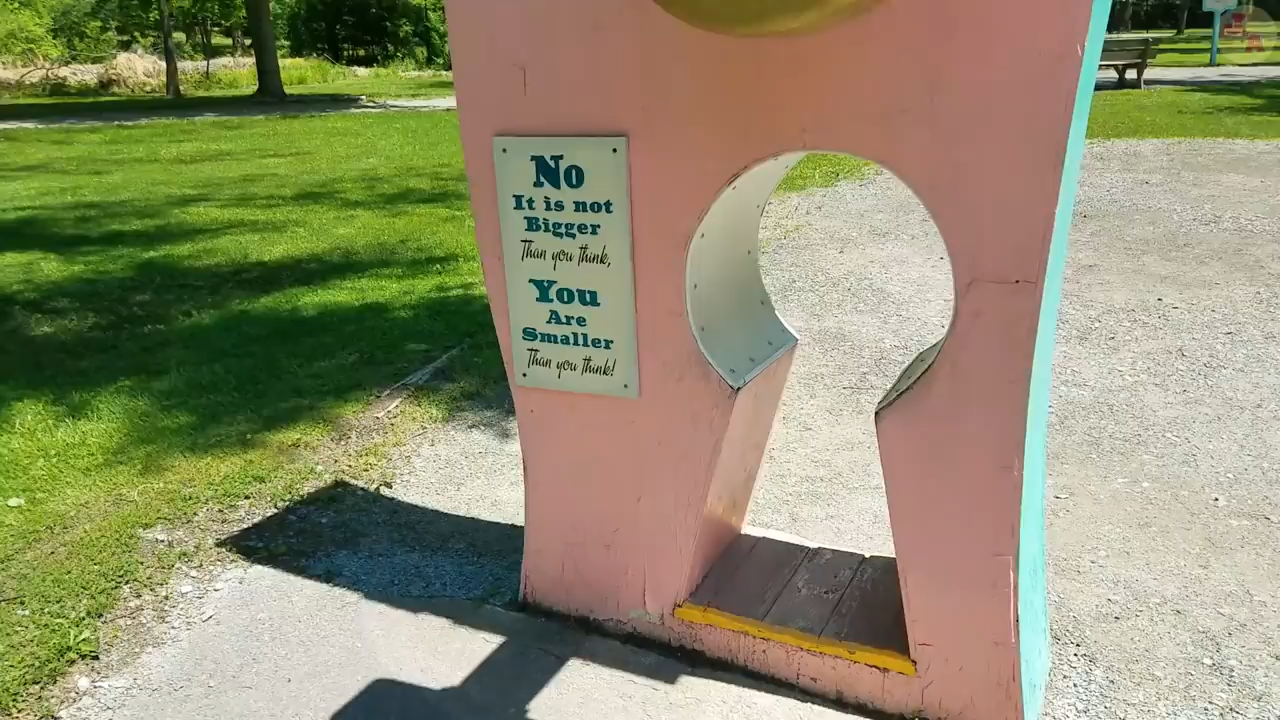 No
It is not
Bigger
Than you think,
You
Are
Smaller
Than you think!